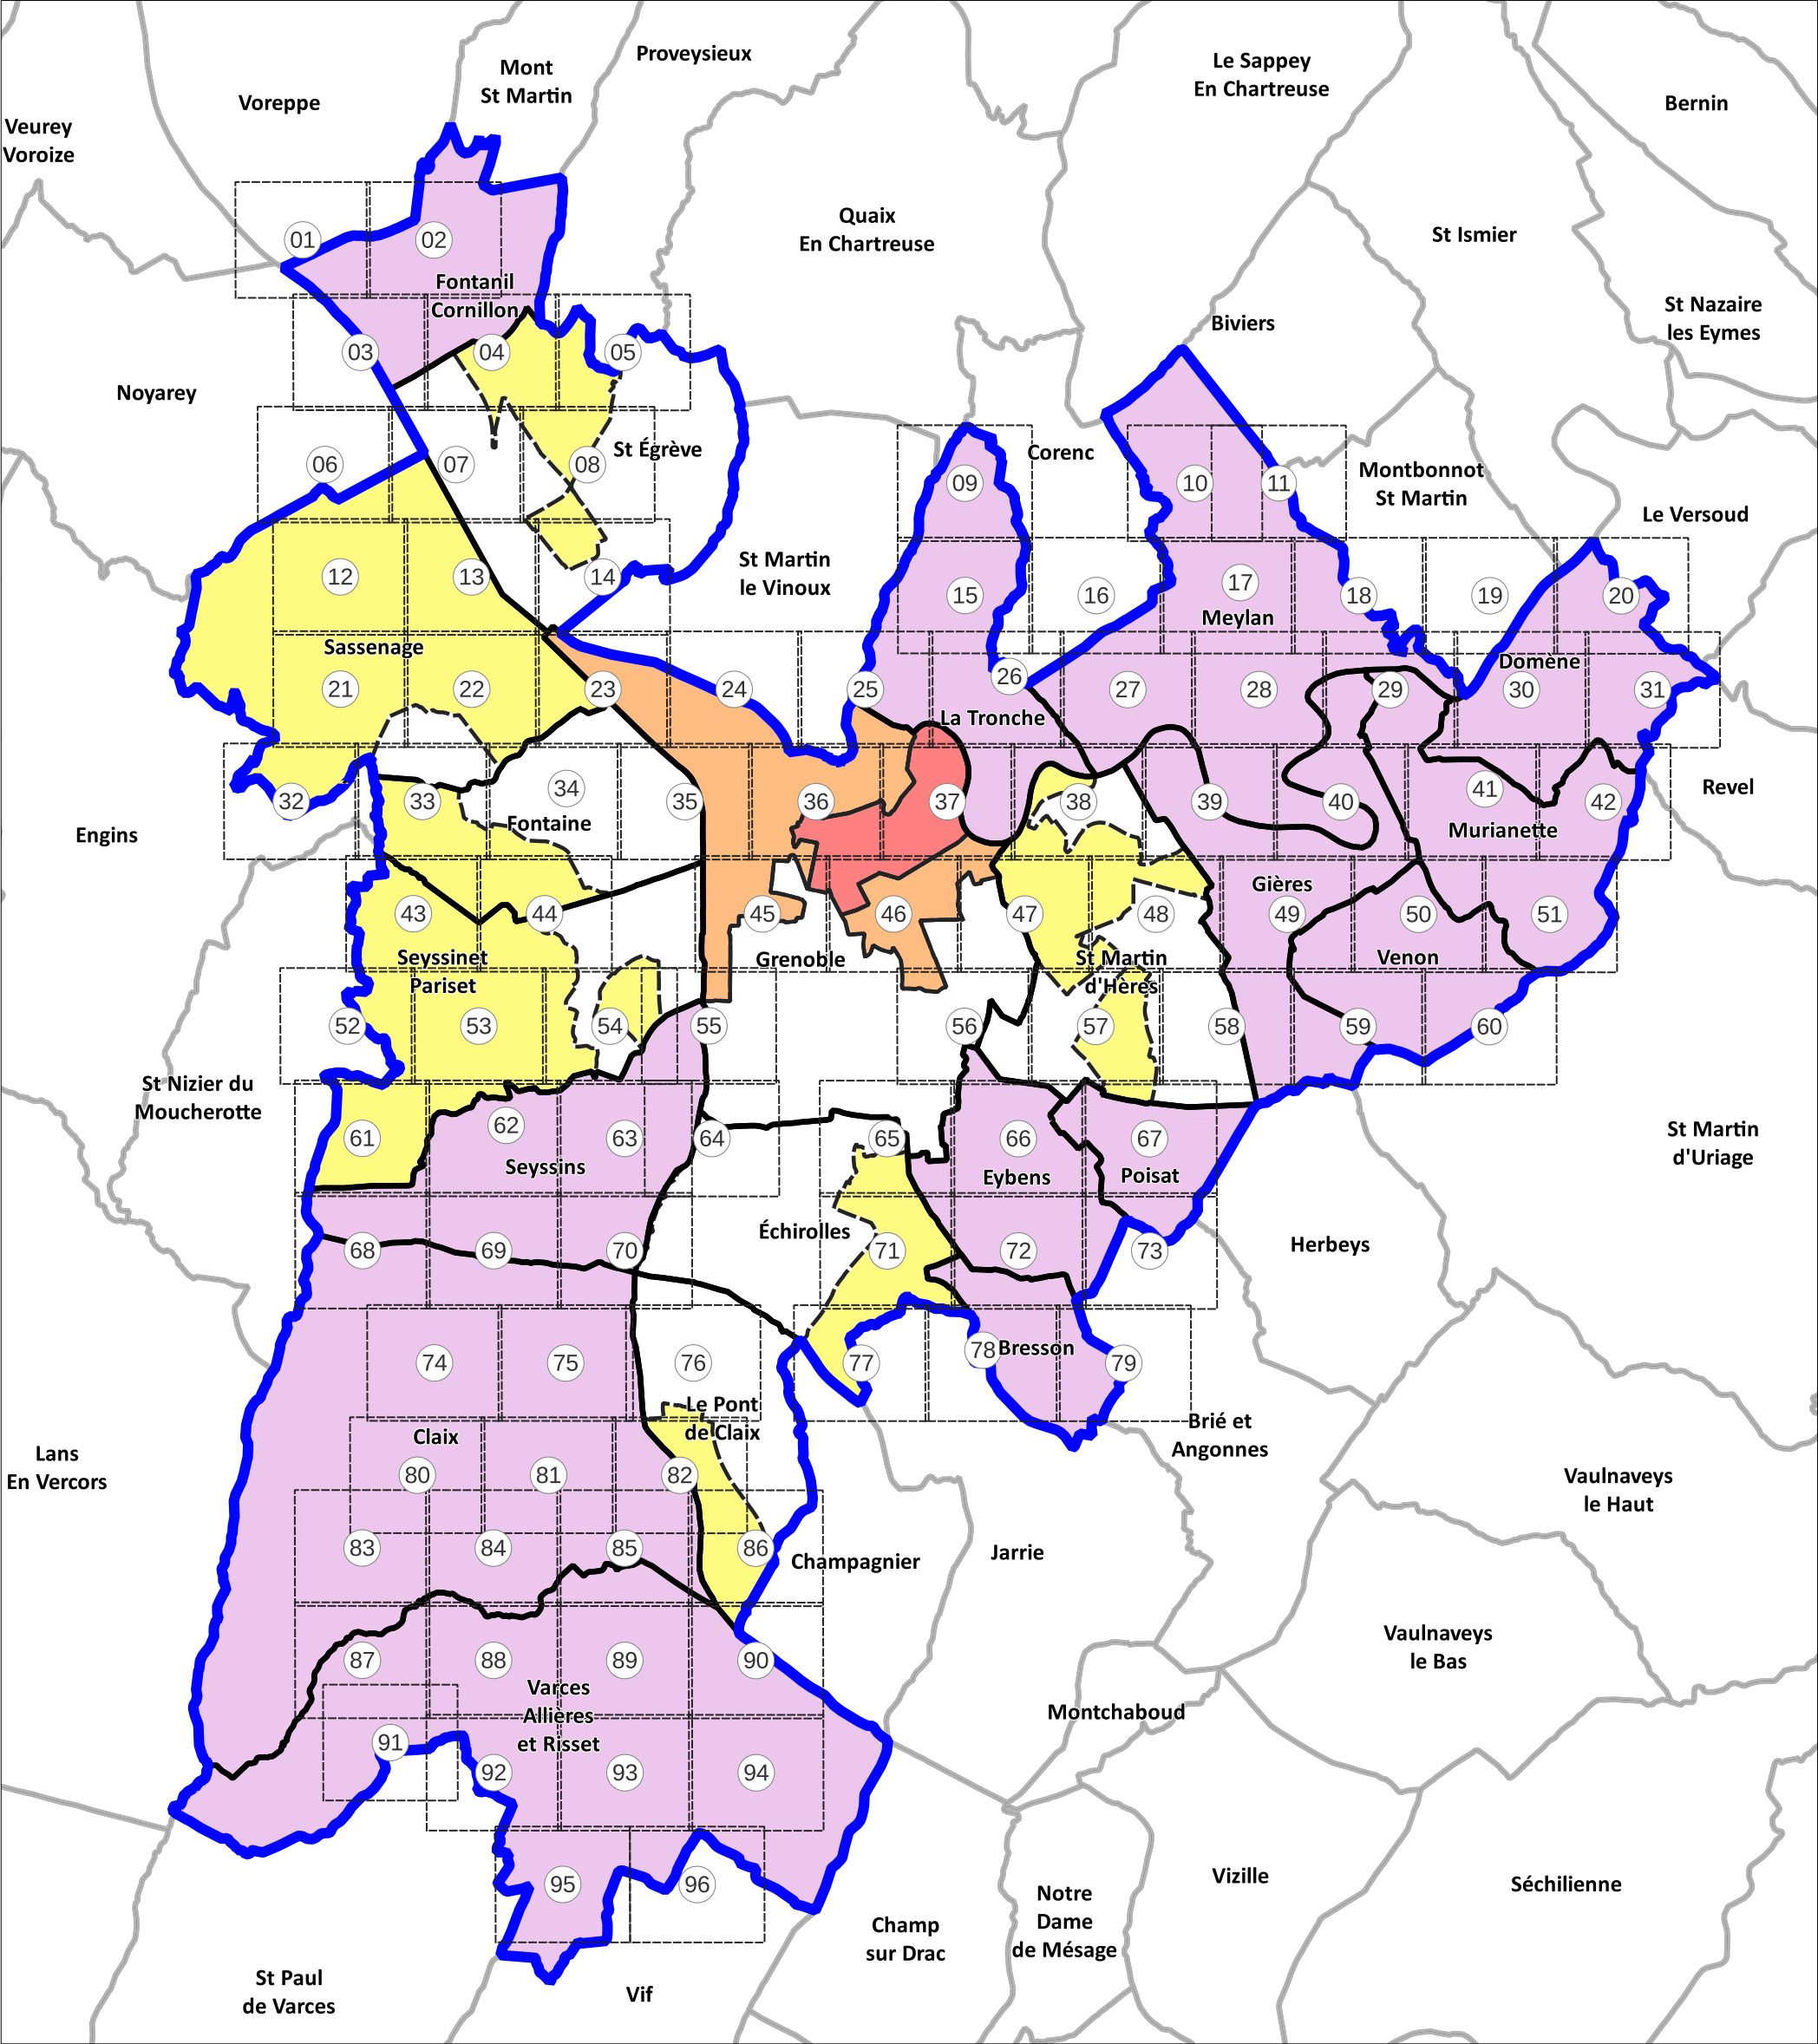 Proveysieux
Mont
St Martin
Le Sappey
En Chartreuse
Voreppe
Bernin
Veurey
Voroize
Quaix
En Chartreuse
St Ismier
01
02
Fontanil
Cornillon
St Nazaire
les Eymes
Biviers
03
04
05
Noyarey
06
07
08
St Égrève
Corenc
09
10
11
Montbonnot
St Martin
Le Versoud
St Martin
le Vinoux
12
13
14
15
16
17
18
19
20
Meylan
Sassenage
Domène
21
22
23
24
25
26
27
28
29
30
31
La Tronche
Revel
32
33
34
35
36
37
38
39
40
41
42
Engins
Fontaine
Murianette
Gières
43
44
45
46
47
48
49
50
51
Seyssinet
Pariset
Grenoble
St Martin
d'Hères
Venon
52
53
54
55
56
57
58
59
60
St Nizier du
Moucherotte
61
62
63
64
65
66
67
St Martin
d'Uriage
Seyssins
Eybens
Poisat
Échirolles
Herbeys
68
69
70
71
72
73
74
75
76
77
78
Bresson
79
Le Pont
de Claix
Brié et
Angonnes
Claix
Lans
En Vercors
80
81
82
Vaulnaveys
le Haut
83
84
85
86
Champagnier
Jarrie
87
88
89
90
Vaulnaveys
le Bas
Varces
Allières
et Risset
Montchaboud
91
92
93
94
95
96
Vizille
Séchilienne
Notre
Dame
de Mésage
Champ
sur Drac
St Paul
de Varces
Vif